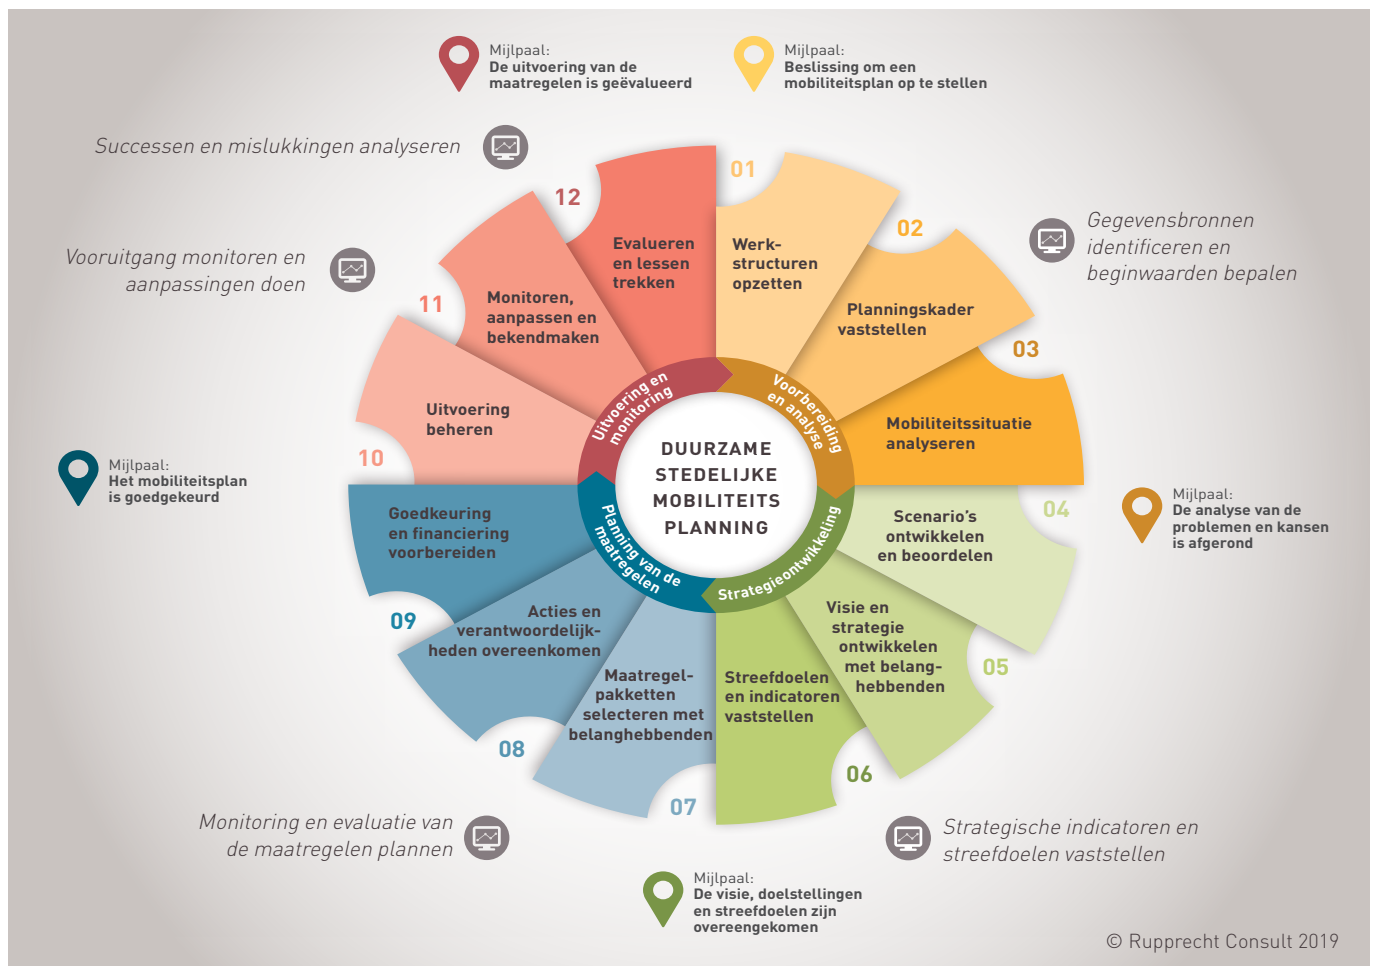 Mijlpaal:
De uitvoering van de
maatregelen is geëvalueerd
Mijlpaal:
Beslissing om een
mobiliteitsplan op te stellen
Successen en mislukkingen analyseren
Vooruitgang monitoren en
aanpassingen doen
Gegevensbronnen
identificeren en
beginwaarden bepalen
01
Werk-
structuren
opzetten
02
Planningskader
vaststellen
03
Mobiliteitssituatie
analyseren
04
Scenario's
ontwikkelen
en beoordelen
05
Visie en
strategie
ontwikkelen
met belang-
hebbenden
06
Streefdoelen
en indicatoren
vaststellen
07
Maatregel-
pakketten
selecteren met
belanghebbenden
08
Acties en
verantwoordelijk-
heden overeenkomen
09
Goedkeuring
en financiering
voorbereiden
10
Uitvoering
beheren
11
Monitoren,
aanpassen en
bekendmaken
12
Evalueren
en lessen
trekken
Voorbereiding
en analyse
Strategieontwikkeling
Planning van de
maatregelen
Uitvoering en
monitoring
DUURZAME
STEDELIJKE
MOBILITEITS
PLANNING
Mijlpaal:
Het mobiliteitsplan
is goedgekeurd
Mijlpaal:
De analyse van de
problemen en kansen
is afgerond
Monitoring en evaluatie van
de maatregelen plannen
Strategische indicatoren en
streefdoelen vaststellen
Mijlpaal:
De visie, doelstellingen
en streefdoelen zijn
overeengekomen
© Rupprecht Consult 2019